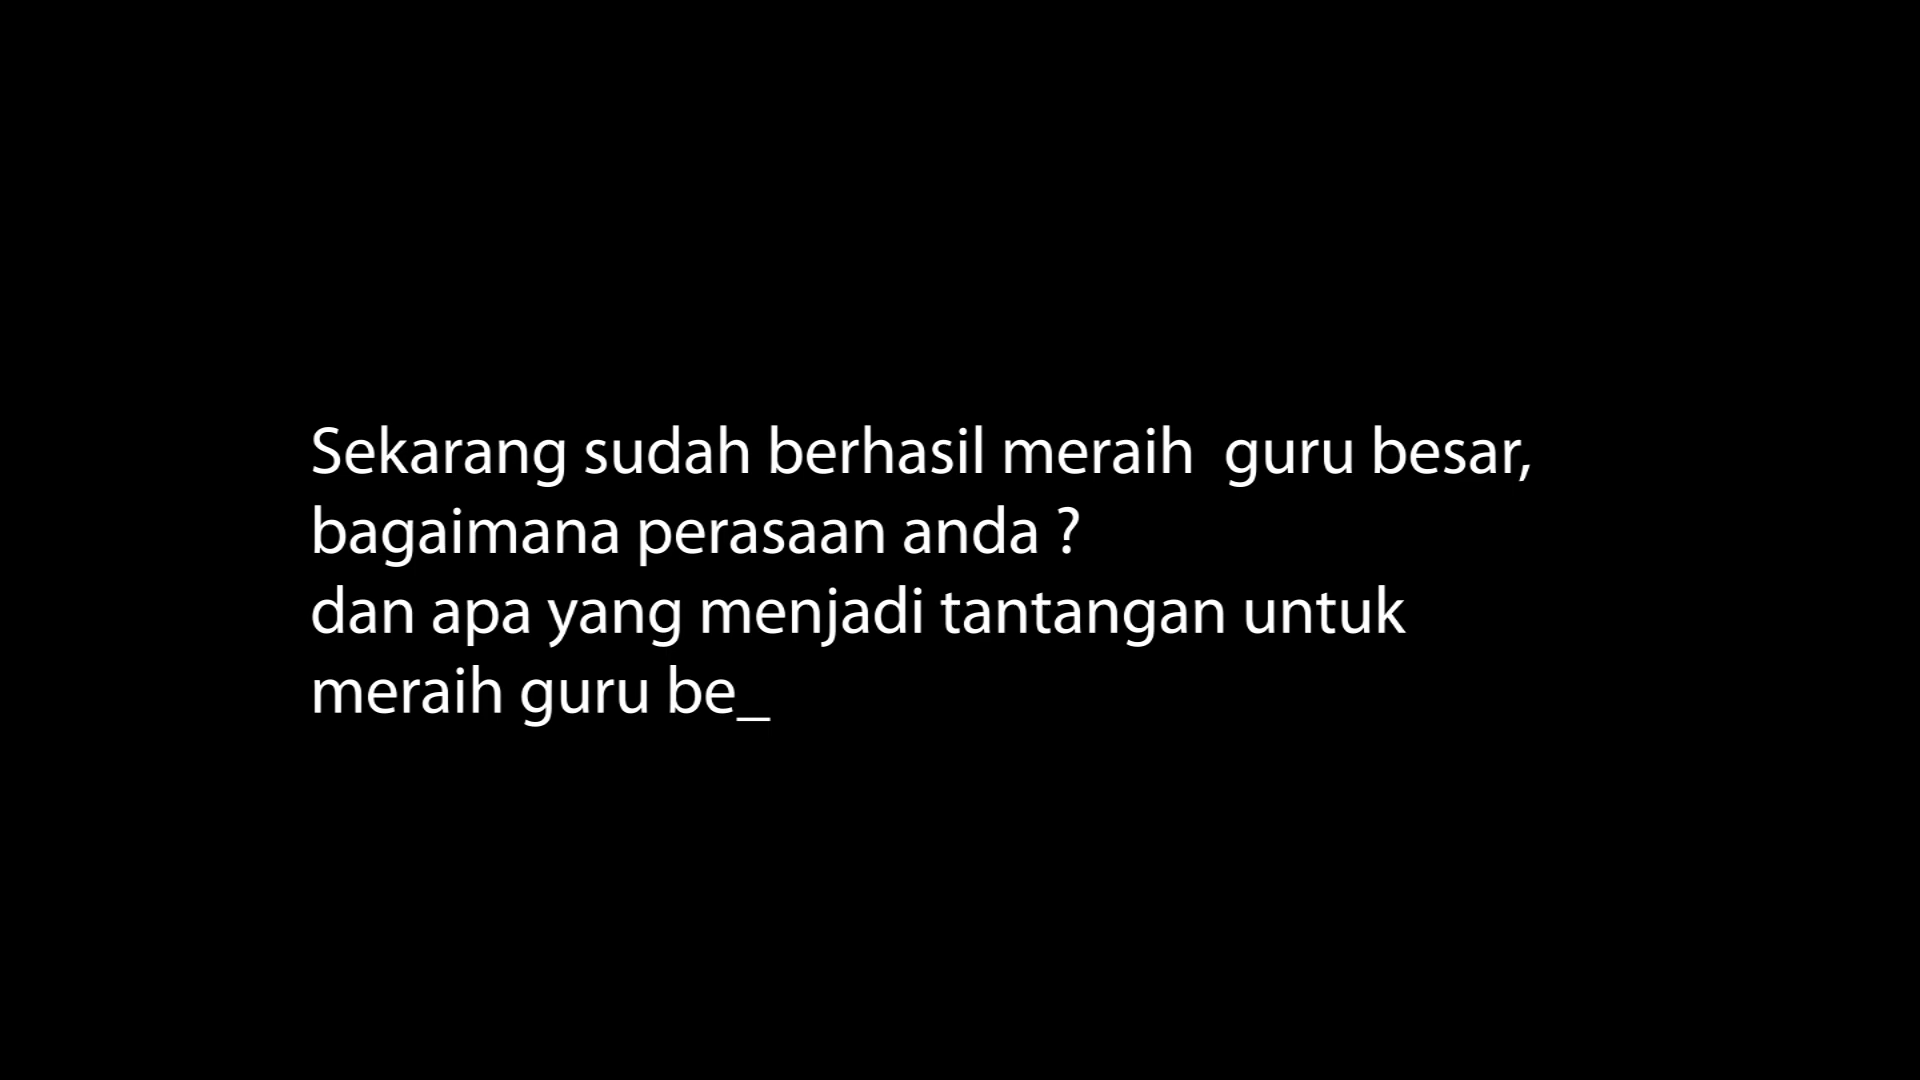 Sekarang sudah berhasil meraih  guru besar,
bagaimana perasaan anda ?
dan apa yang menjadi tantangan untuk
meraih guru be_